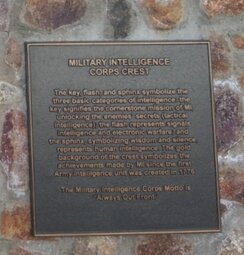 MILITARY INTELLIGENCE
CORPS CREST
The key, flash and sphinx symbolize the
three basic categories of intelligence: the
key signifies the cornerstone mission of MI
unlocking the enemies' secrets (tactical
intelligence); the flash represents signals
intelligence and electronic warfare; and
the sphinx, symbolizing wisdom and silence
represents human intelligence. The gold
background of the crest symbolizes the
achievements made by MI since the first
Army Intelligence unit was created in 1776.
The Military Intelligence Corps Motto is
"Always Out Front"